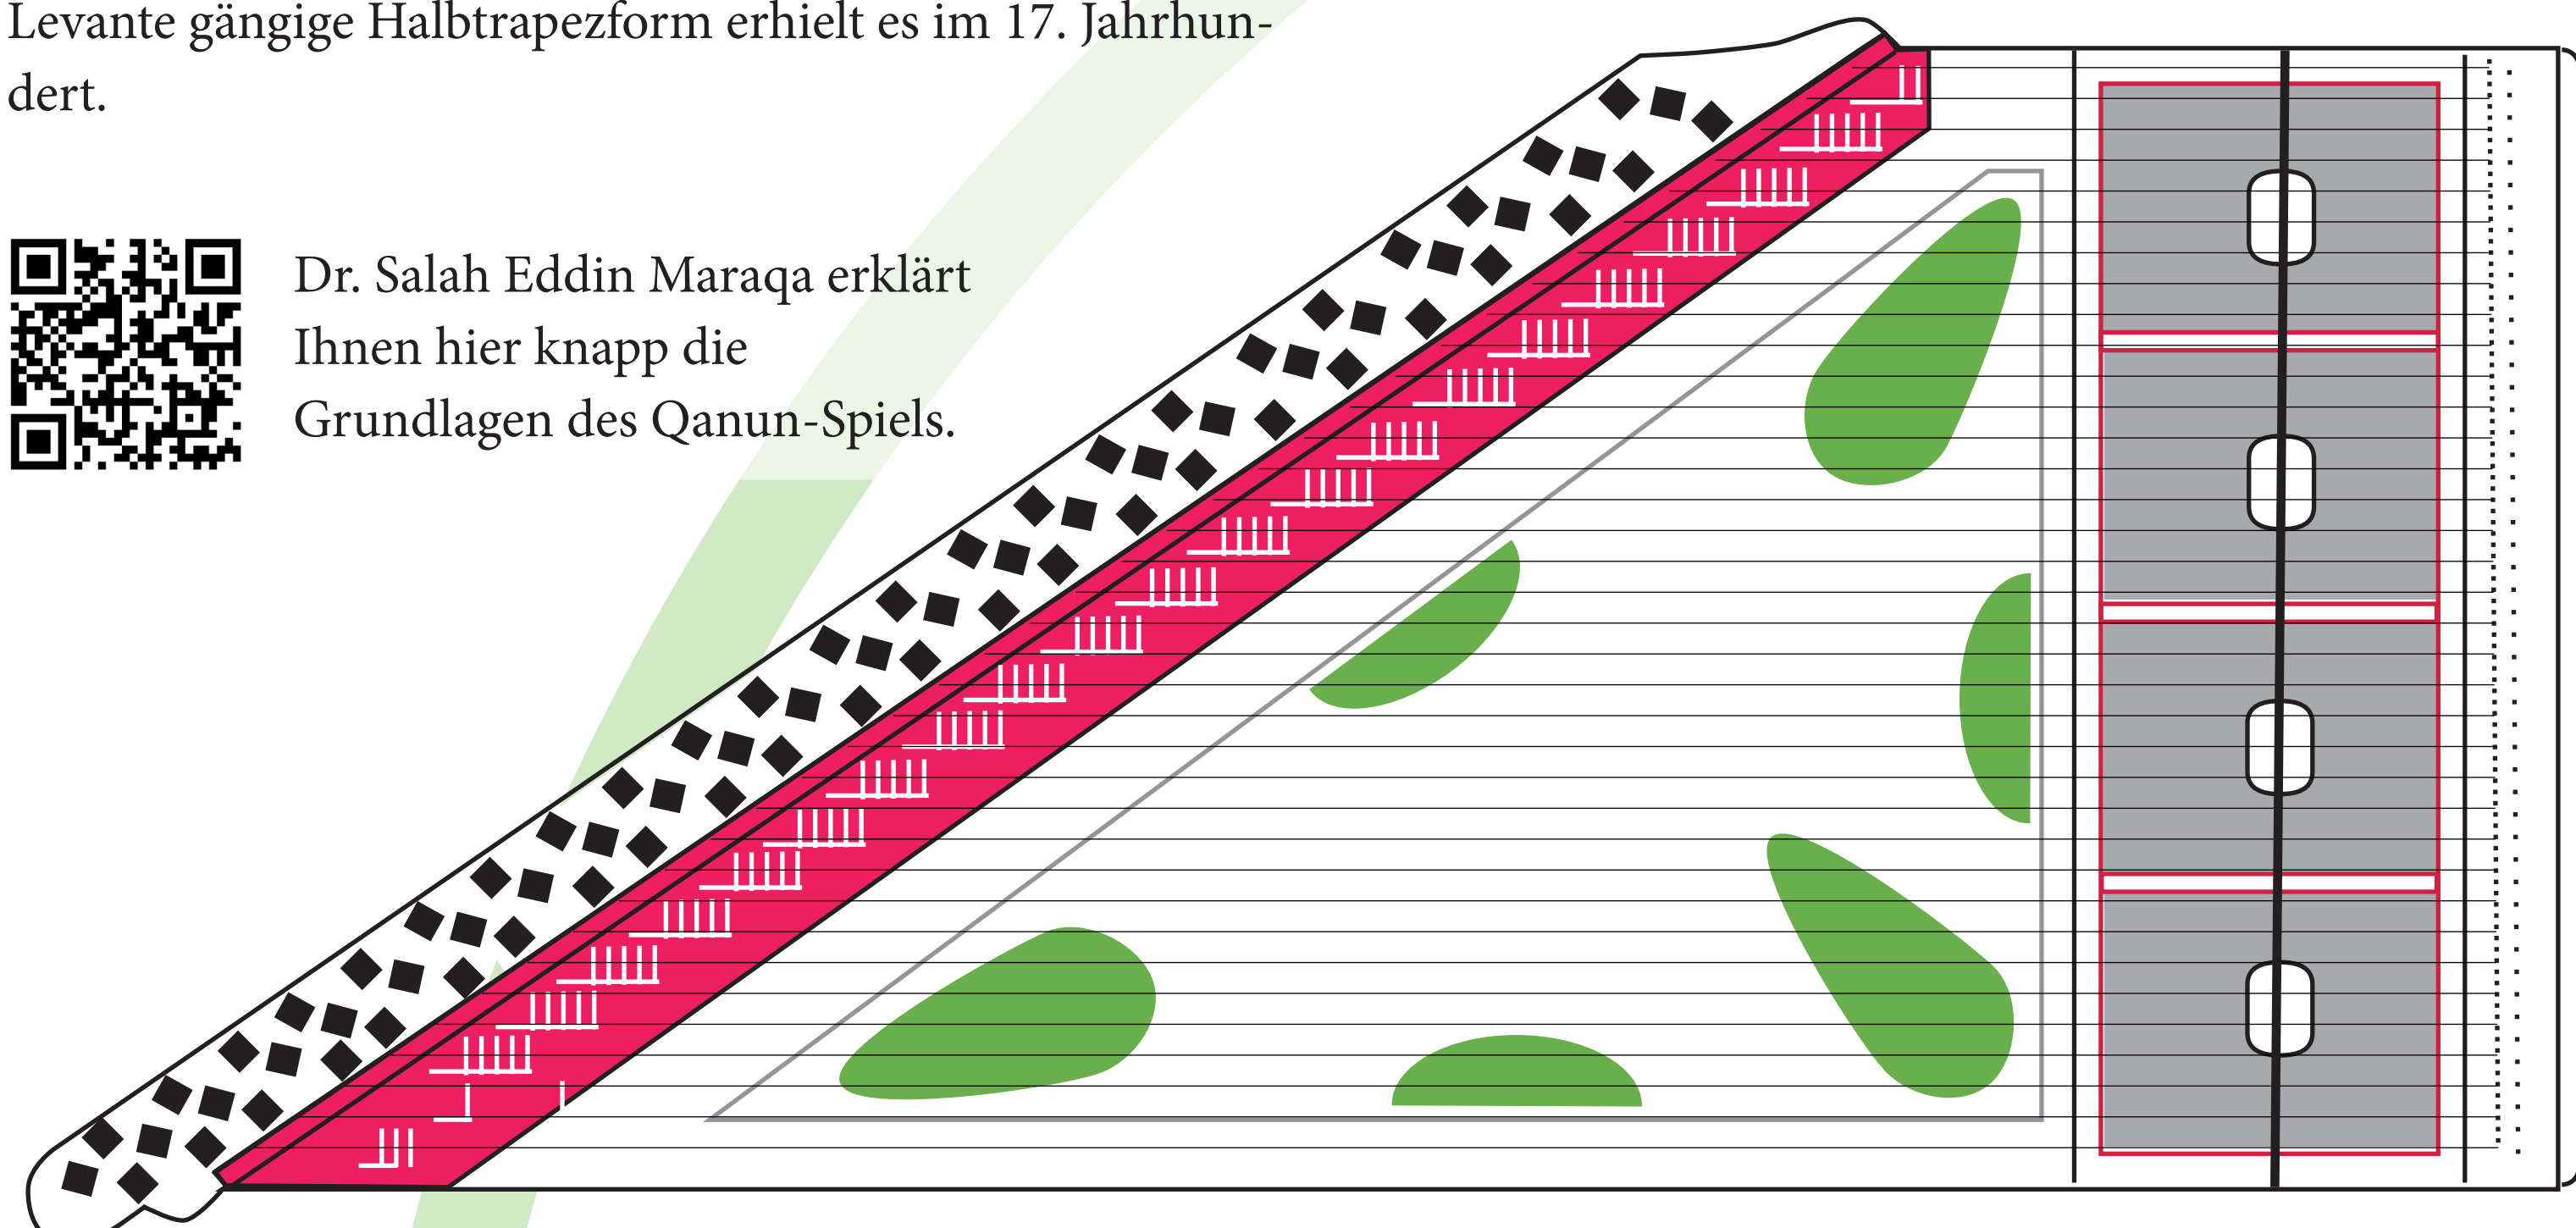 Levante gängige Halbtrapezform erhielt es im 17. Jahrhun-
dert.
Dr. Salah Eddin Maraqa erklärt
Ihnen hier knapp die
Grundlagen des Qanun-Spiels.